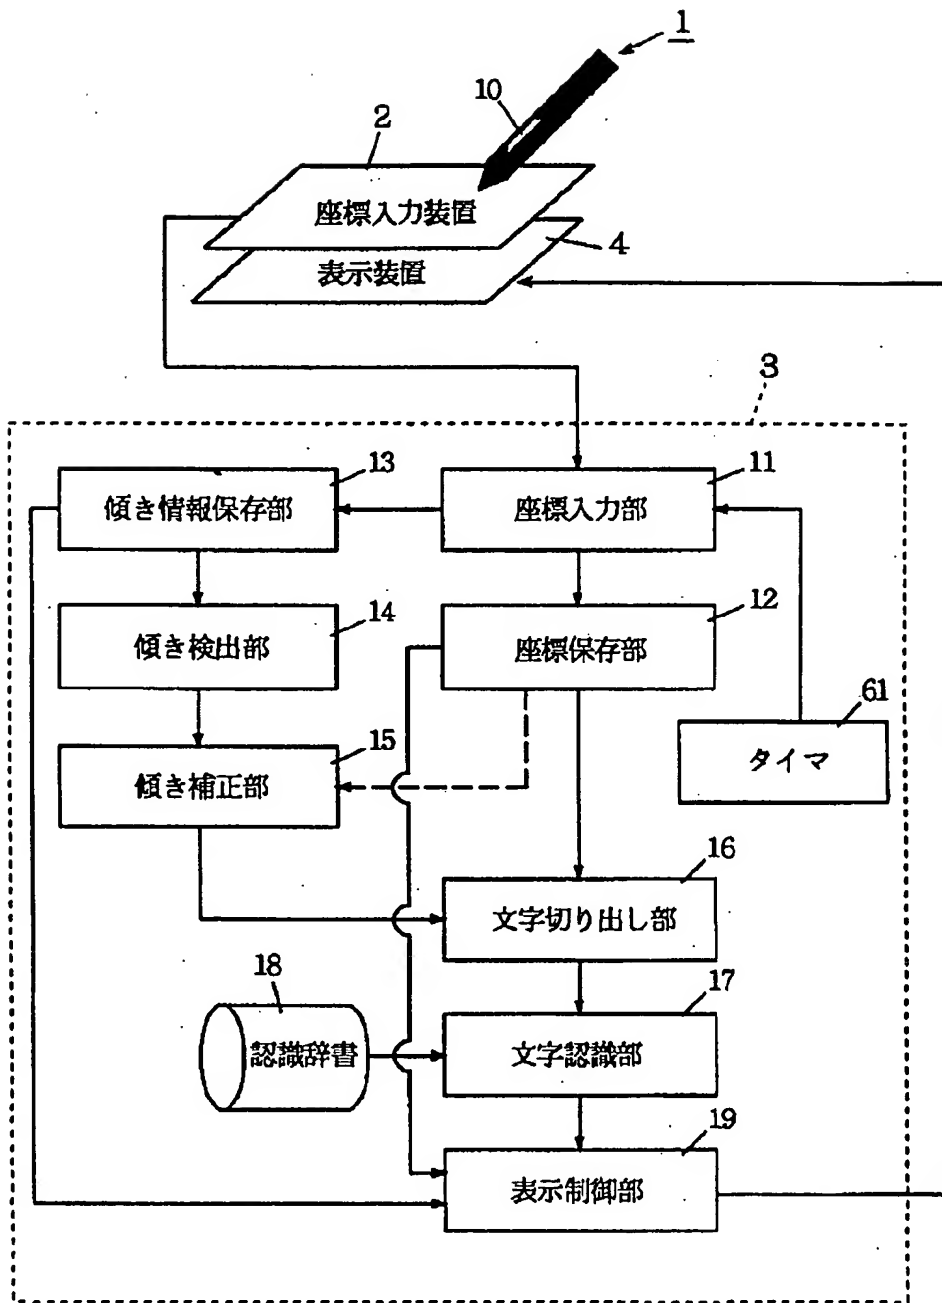 1
10
2
座標入力装置
4
表示装置
3
13
11
傾き情報保存部
座標入力部
14
12
傾き検出部
座標保存部
15
61
傾き補正部
タイマ
16
文字切り出し部
18
17
認識辞書
文字認識部
19
表示制御部